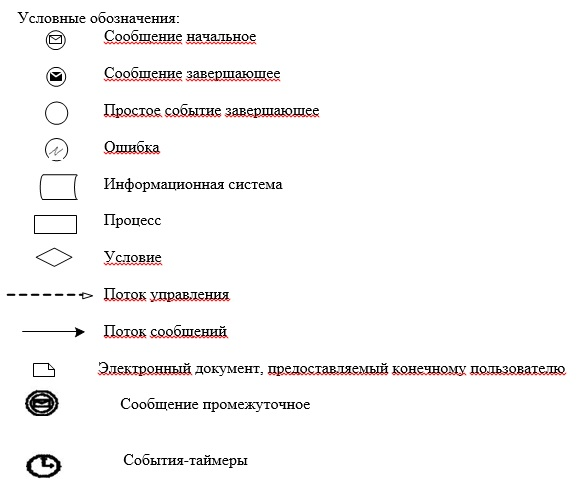 Условные обозначения:
Сообщение начальное
Сообщение завершающее
Простое событие завершающее
Ошибка
Информационная система
Процесс
Условие
Поток управления
Поток сообщений
Электронный документ, предоставляемый конечному пользователю
Сообщение промежуточное
События-таймеры